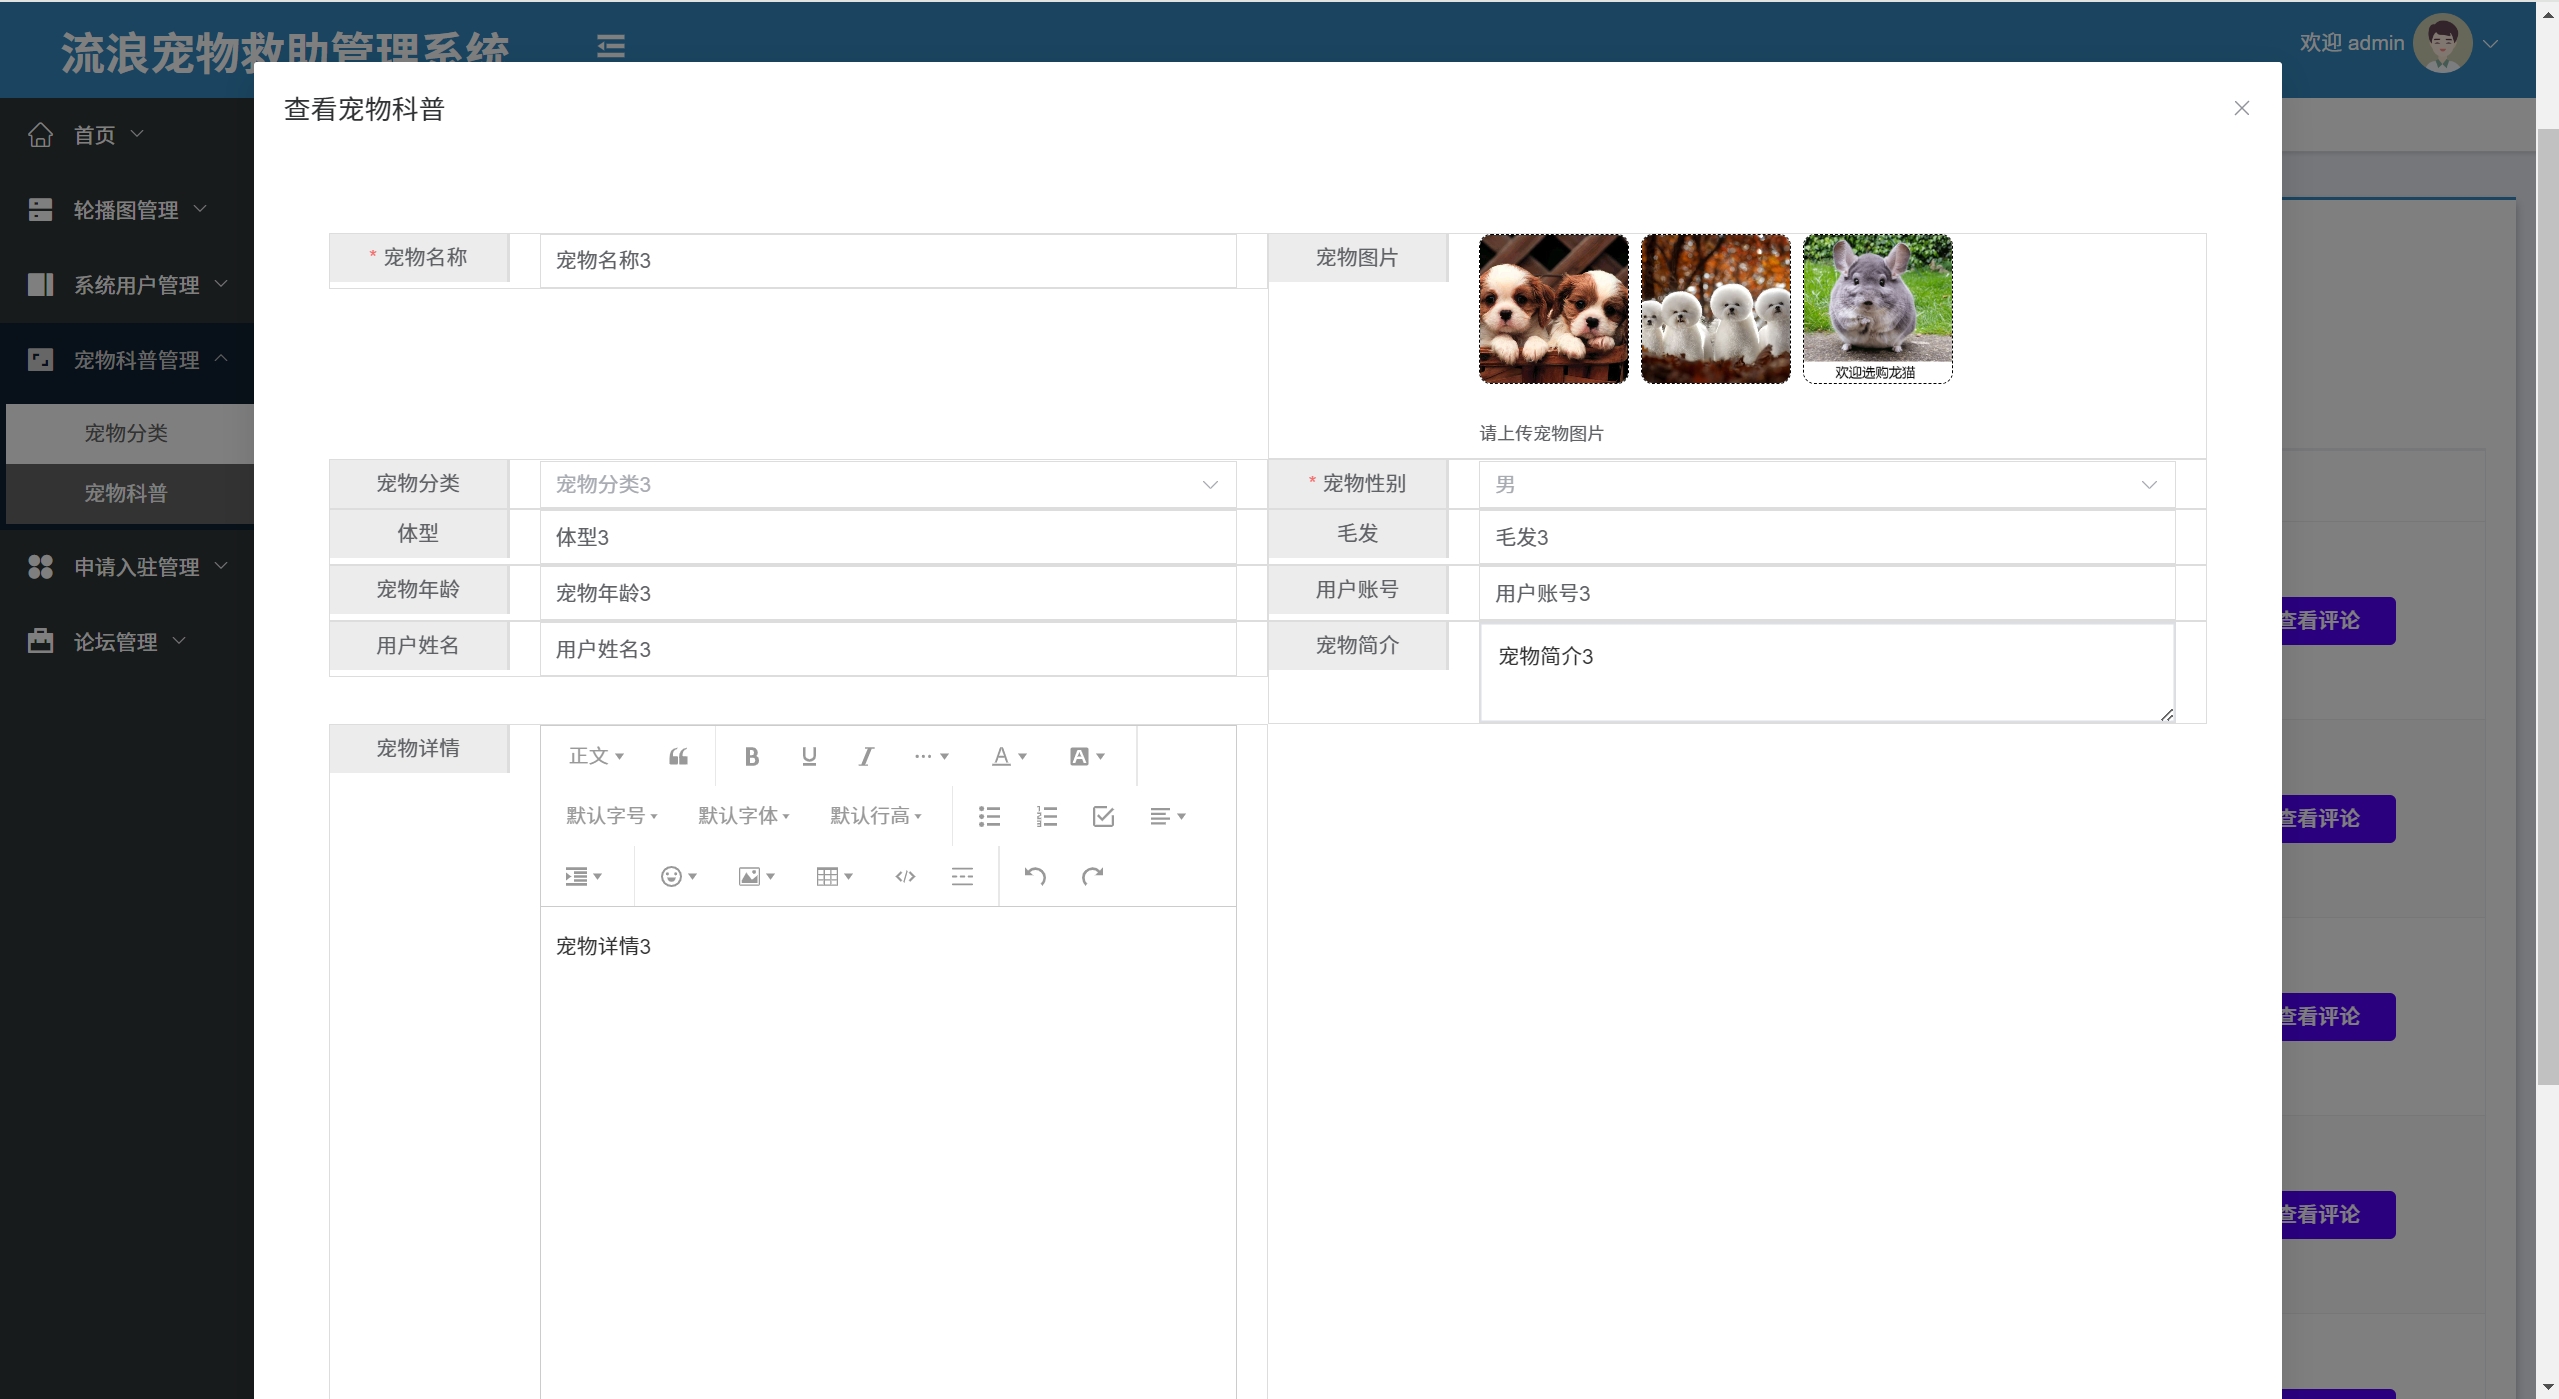 流浪宠物救助管理系统
欢迎 admin
查看宠物科普
首页
轮播图管理
系统用户管理
宠物科普管理
宠物分类
宠物科普
申请入驻管理
论坛管理
* 宠物名称
宠物名称3
宠物图片
欢迎选购龙猫
请上传宠物图片
宠物分类
宠物分类3
* 宠物性别
男
体型
体型3
毛发
毛发3
宠物年龄
宠物年龄3
用户账号
用户账号3
用户姓名
用户姓名3
宠物简介
宠物简介3
宠物详情
正文
默认字号 默认字体 默认行高
宠物详情3
查看评论
查看评论
查看评论
查看评论